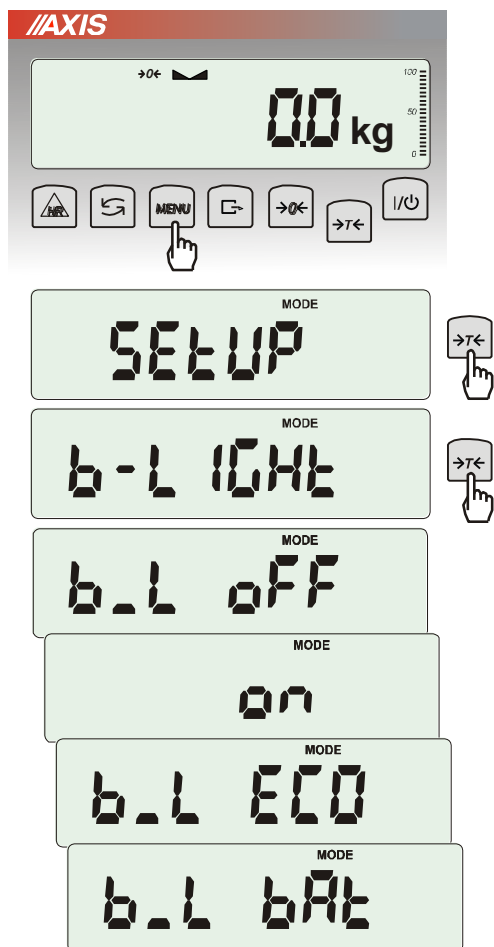 //AXIS
→0← 100
50
0.0 kg
0
HR MENU →0← →T← I/⏻
MODE
SEtUP →T←
MODE
b-LIGHt →T←
MODE
b_L oFF
MODE
on
MODE
b_L ECO
MODE
b_L bAt